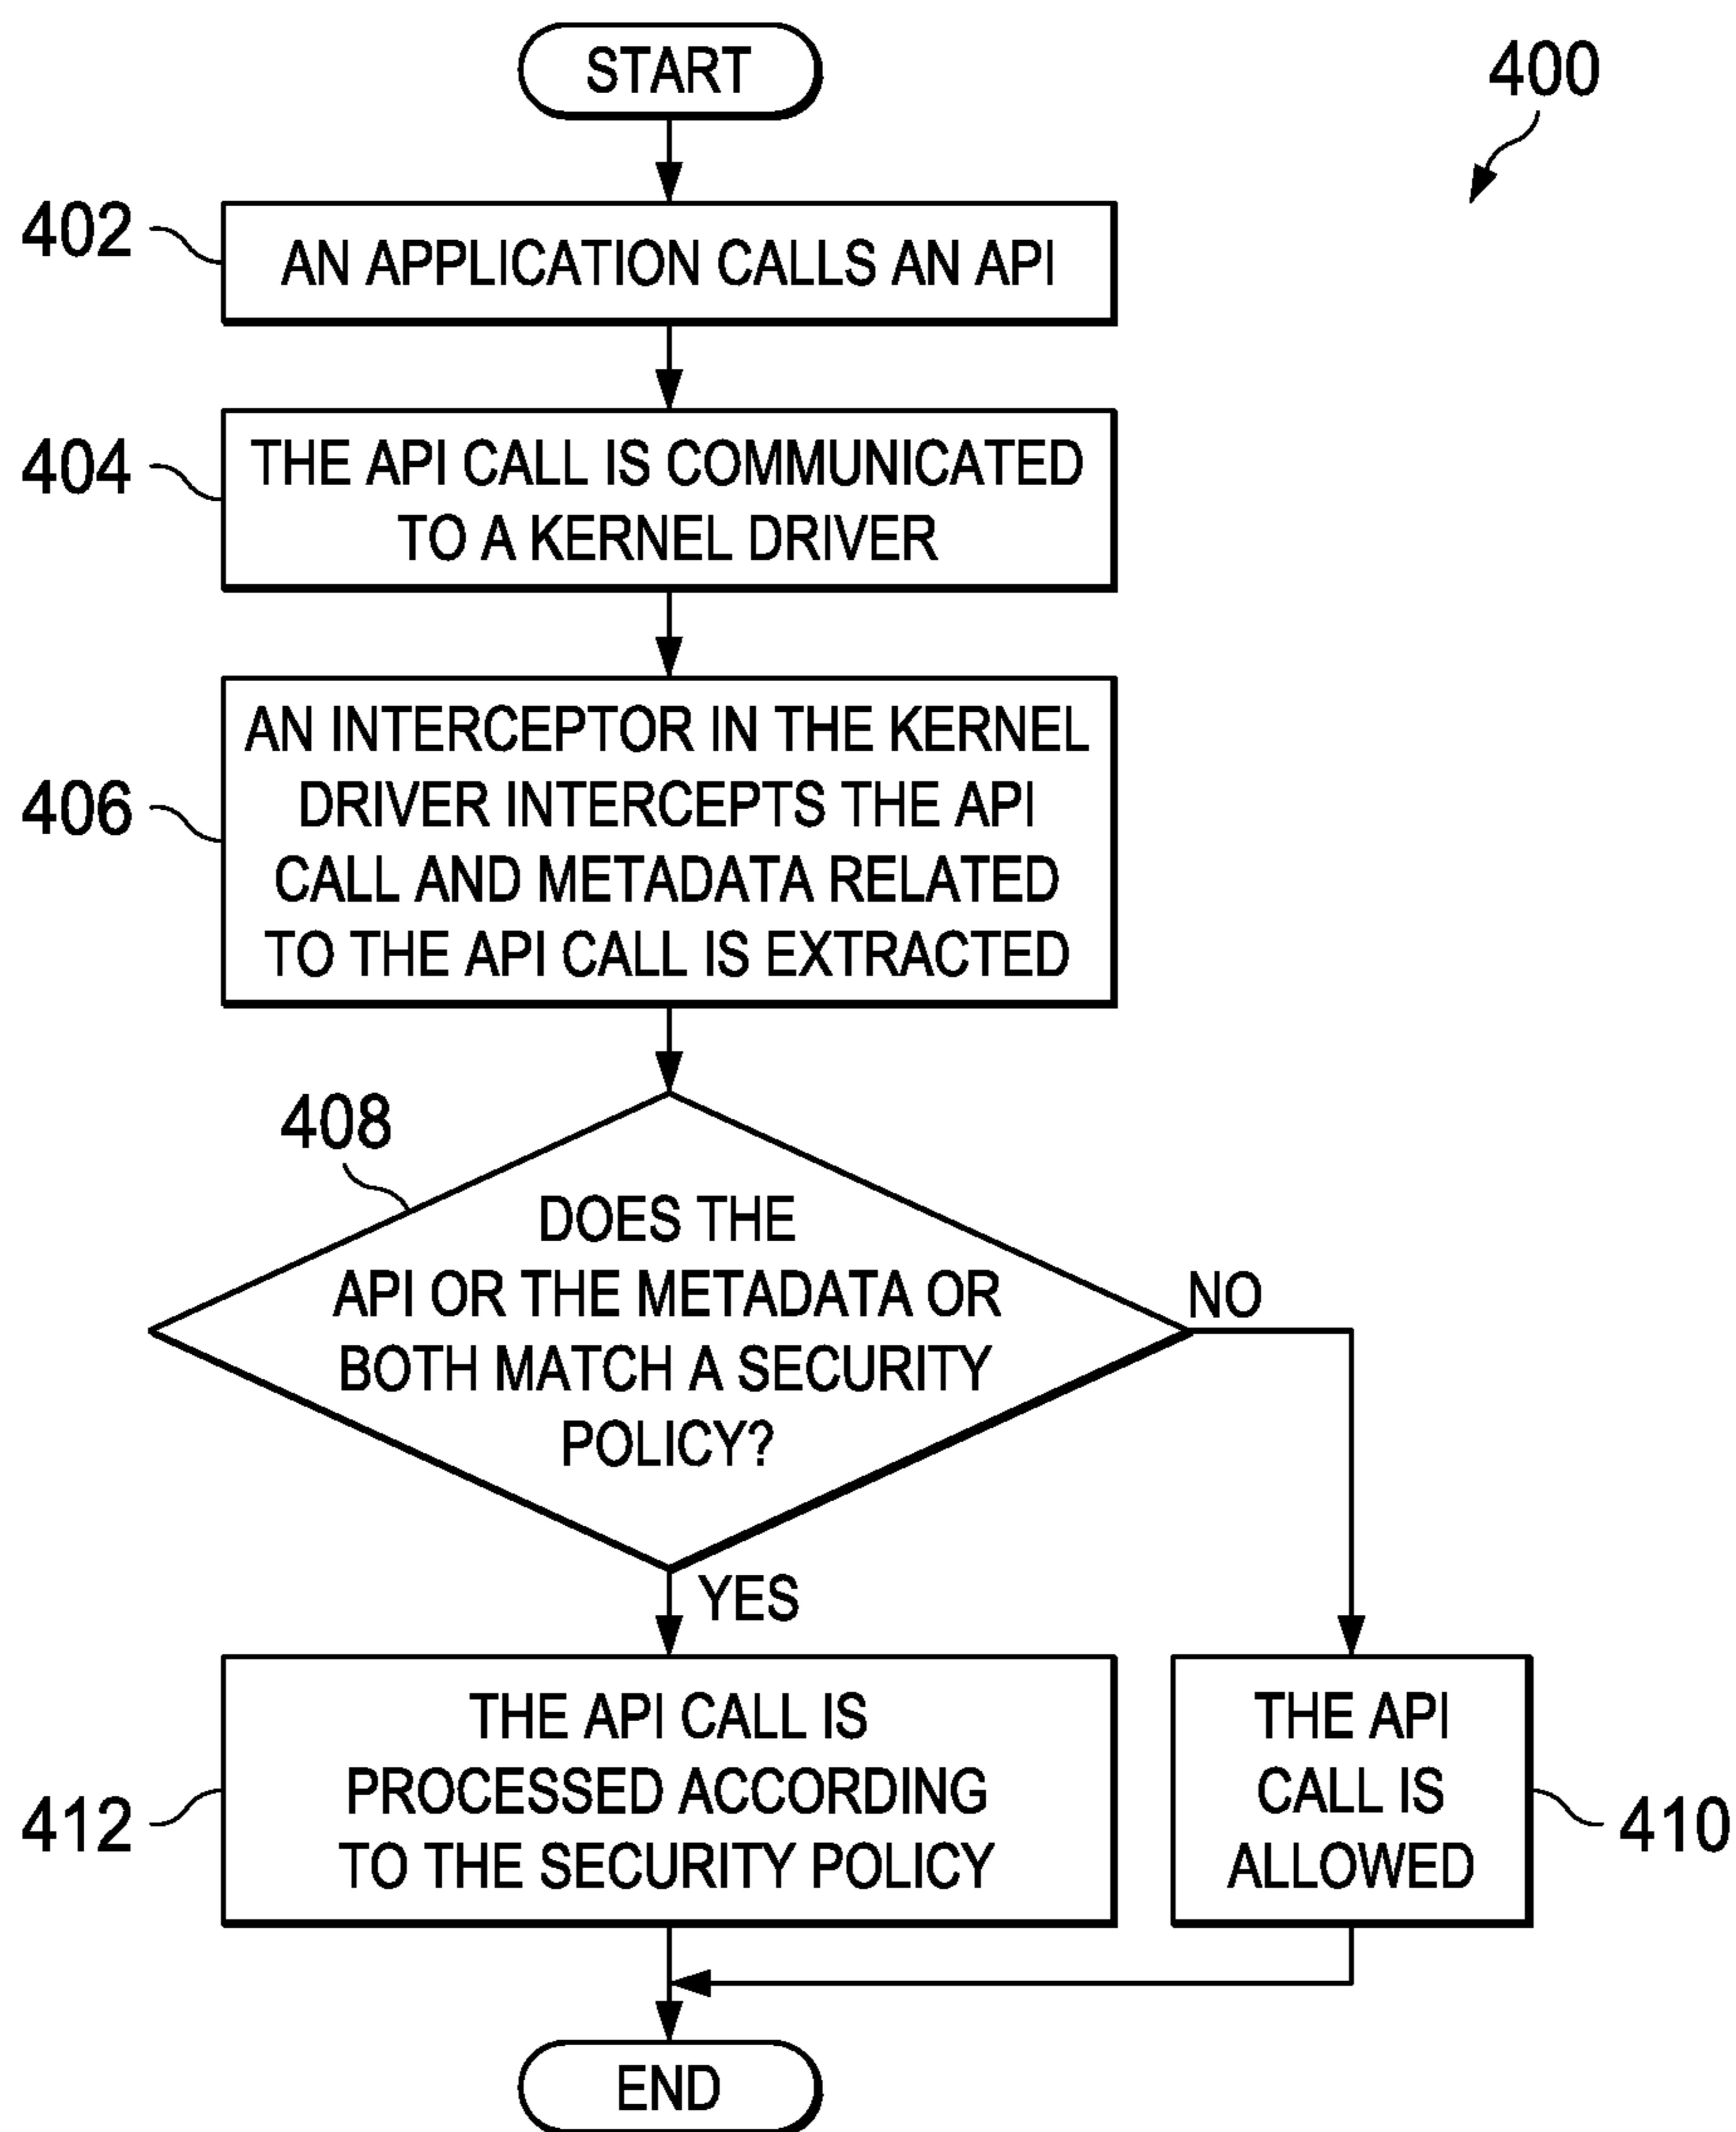 START
400
402
AN APPLICATION CALLS AN API
404
THE API CALL IS COMMUNICATED
TO A KERNEL DRIVER
406
AN INTERCEPTOR IN THE KERNEL
DRIVER INTERCEPTS THE API
CALL AND METADATA RELATED
TO THE API CALL IS EXTRACTED
408
DOES THE
API OR THE METADATA OR
BOTH MATCH A SECURITY
POLICY?
NO
YES
412
THE API CALL IS
PROCESSED ACCORDING
TO THE SECURITY POLICY
THE API
CALL IS
ALLOWED
410
END